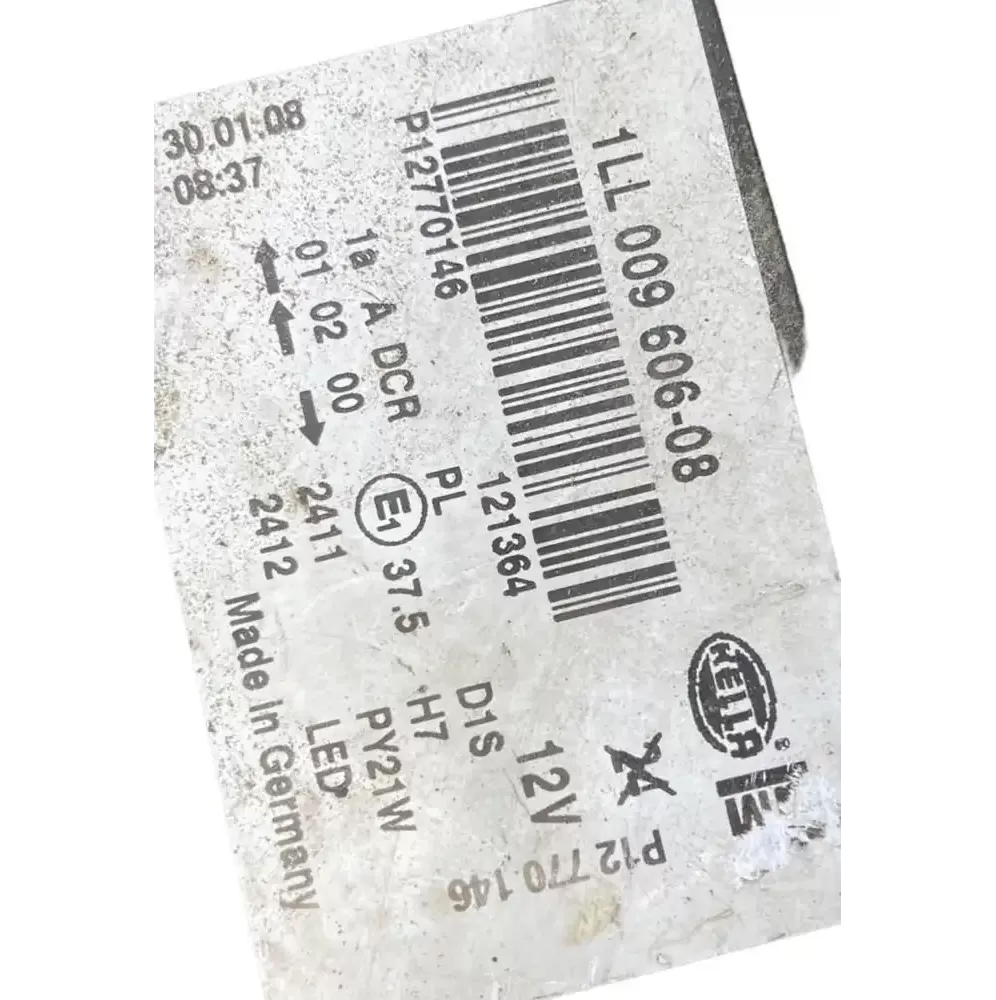 1LL 009 606-08
HELLA ®
P12770146
121364
24
12V
P12 770 146
1a A DCR PL
D1S
01 02 00
E1 37.5
H7
2411
PY21W
2412
LED
Made In Germany
30.01.08
08:37